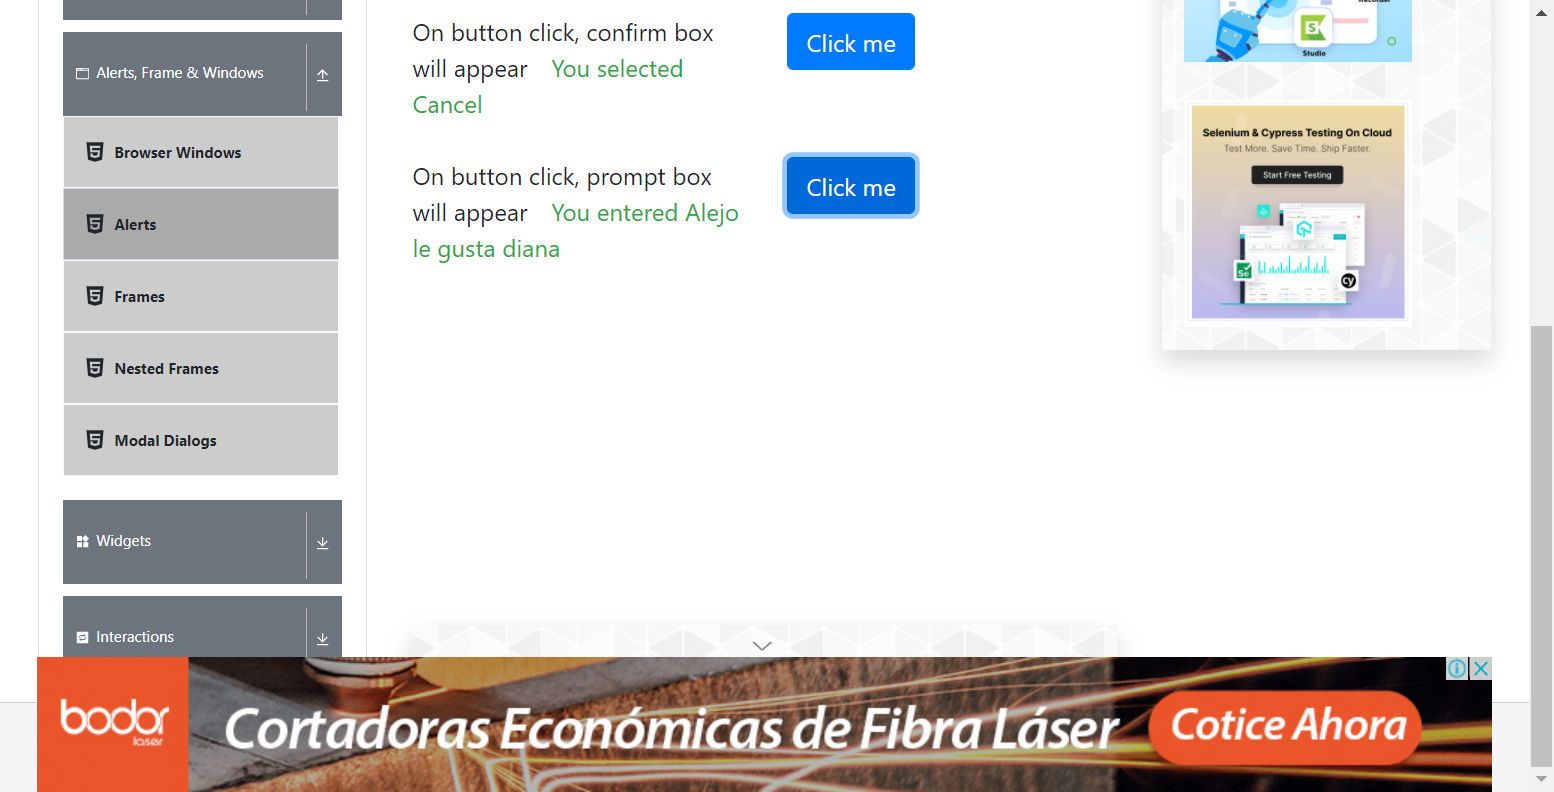 Alerts, Frame & Windows
Browser Windows
Alerts
Frames
Nested Frames
Modal Dialogs
Widgets
Interactions
On button click, confirm box
will appear You selected
Cancel
Click me
On button click, prompt box
will appear You entered Alejo
le gusta diana
Click me
Recorder
Studio
Selenium & Cypress Testing On Cloud
Test More. Save Time. Ship Faster.
Start Free Testing
Se
cy
bodor
laser
Cortadoras Económicas de Fibra Láser
Cotice Ahora